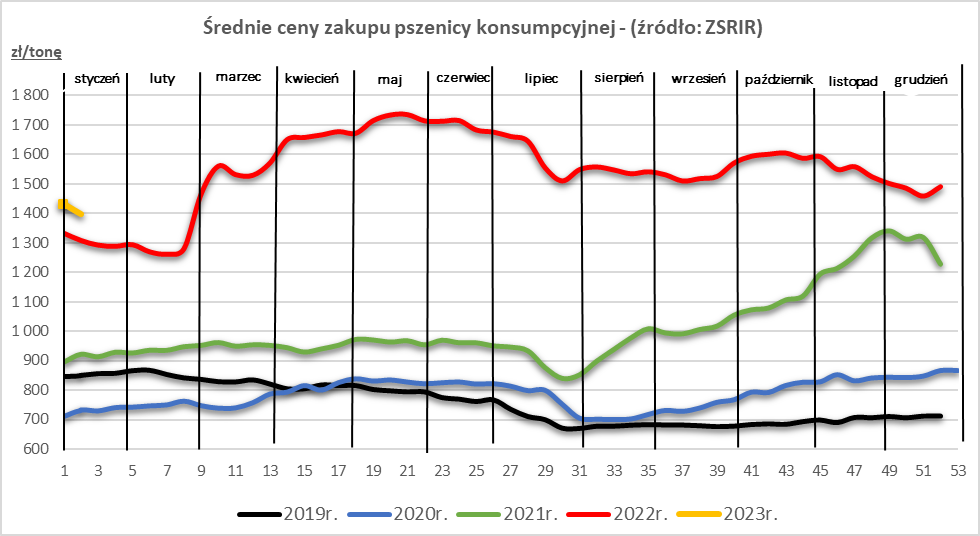 Średnie ceny zakupu pszenicy konsumpcyjnej - (źródło: ZSRIR)
zł/tonę
styczeń luty marzec kwiecień maj czerwiec lipiec sierpień wrzesień październik listopad grudzień
1 800
1 700
1 600
1 500
1 400
1 300
1 200
1 100
1 000
900
800
700
600
1 3 5 7 9 11 13 15 17 19 21 23 25 27 29 31 33 35 37 39 41 43 45 47 49 51 53
2019r. 2020r. 2021r. 2022r. 2023r.